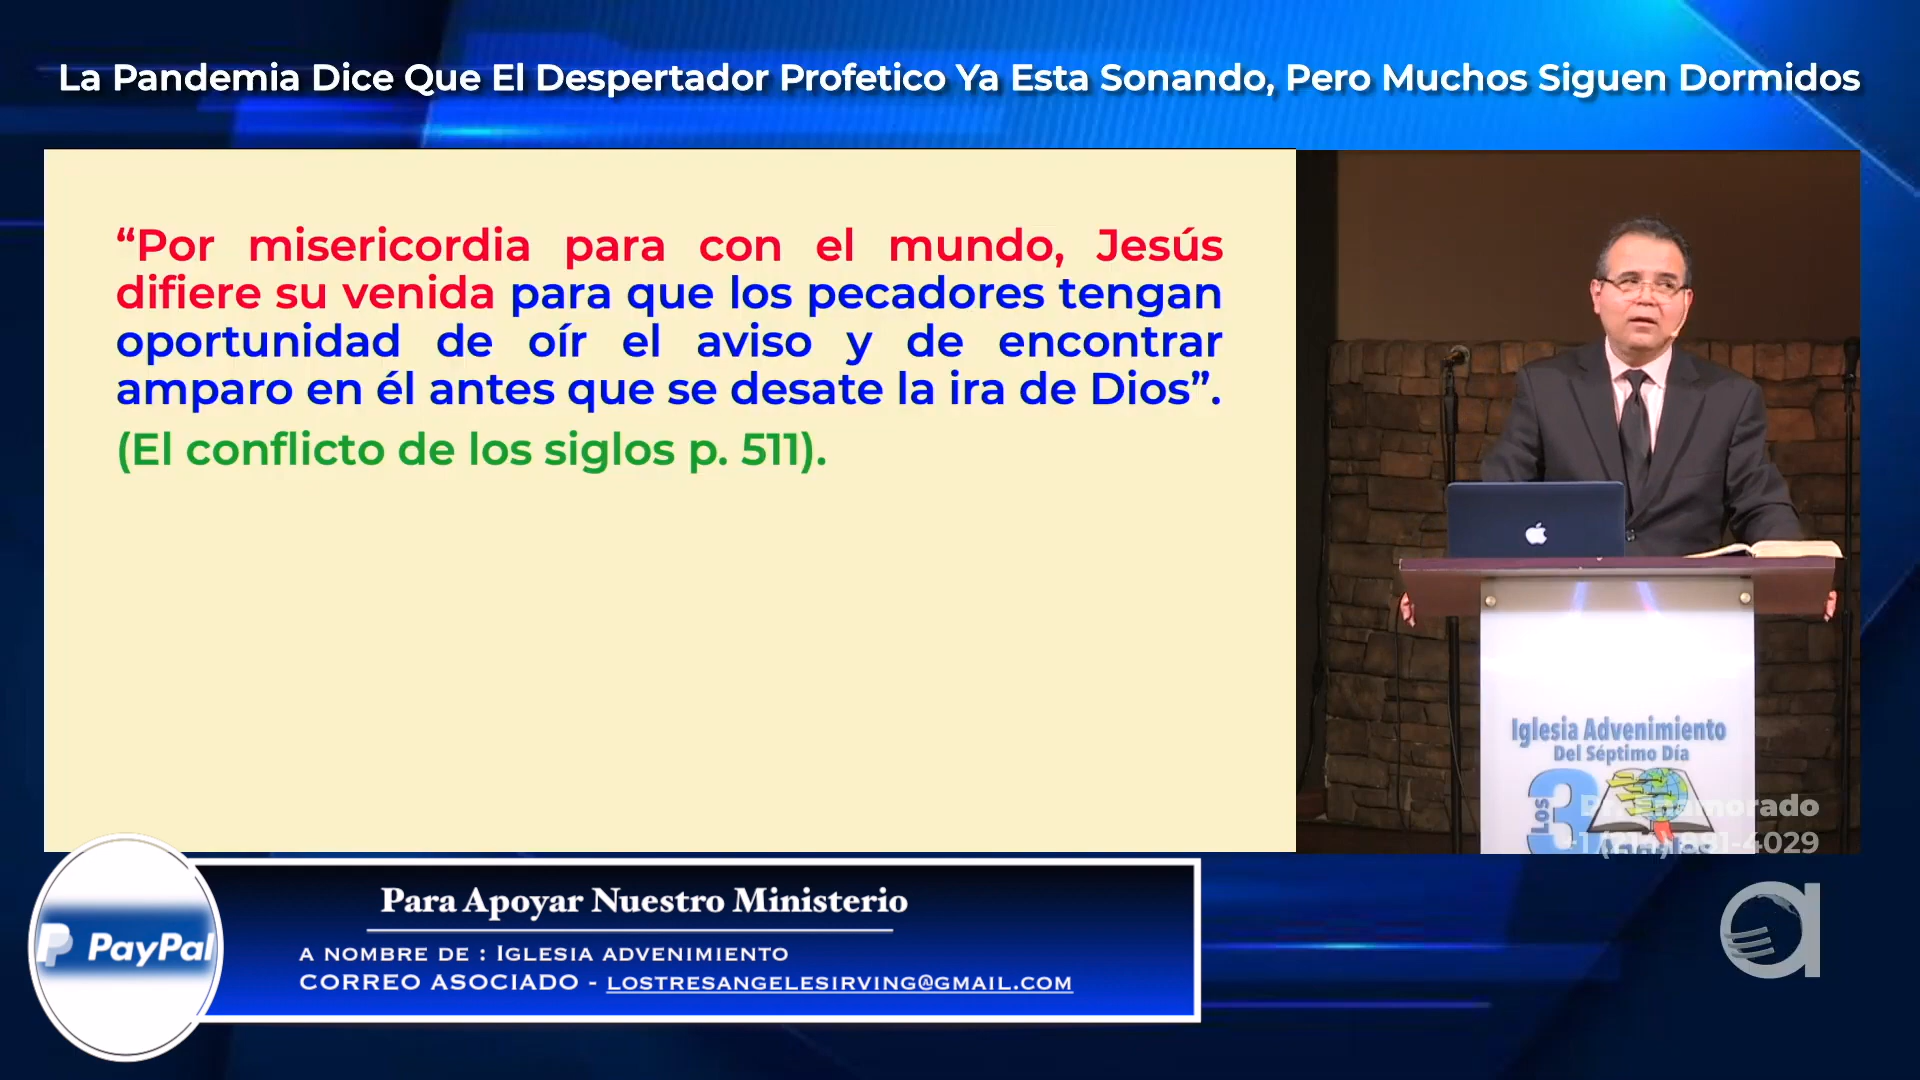 La Pandemia Dice Que El Despertador Profetico Ya Esta Sonando, Pero Muchos Siguen Dormidos
“Por misericordia para con el mundo, Jesús
difiere su venida para que los pecadores tengan
oportunidad de oír el aviso y de encontrar
amparo en él antes que se desate la ira de Dios”.
(El conflicto de los siglos p. 511).
Iglesia Advenimiento
Del Séptimo Día
Los 3
Enamorado
4029
PayPal
Para Apoyar Nuestro Ministerio
A NOMBRE DE : IGLESIA ADVENIMIENTO
CORREO ASOCIADO - LOSTRESANGELESIRVING@GMAIL.COM